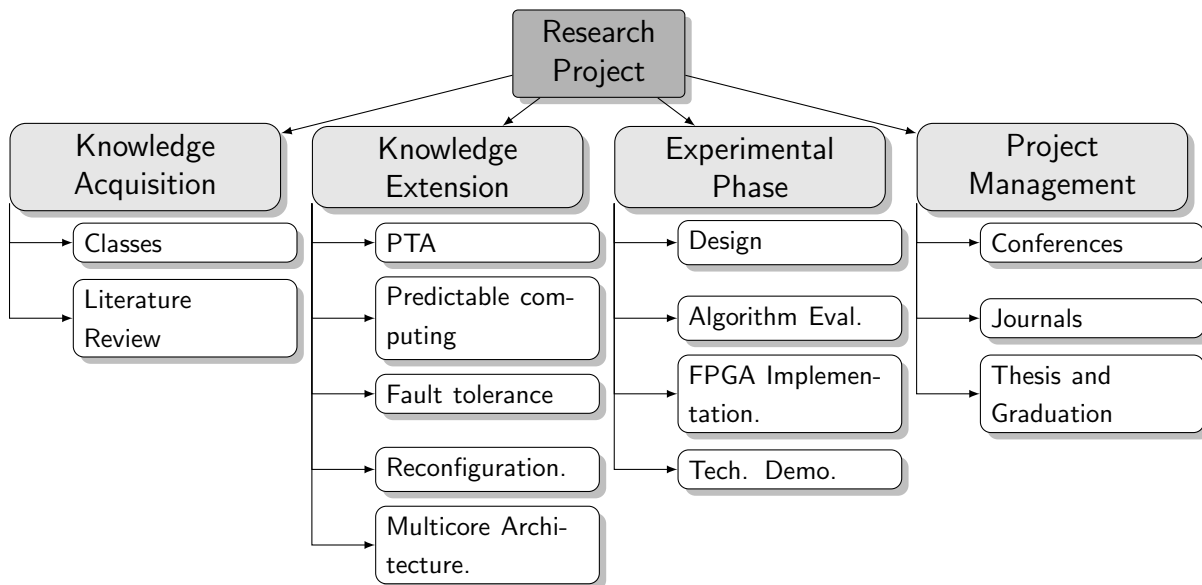 Research
Project
Knowledge
Acquisition
Classes
Literature
Review
Knowledge
Extension
PTA
Predictable com-
puting
Fault tolerance
Reconfiguration.
Multicore Archi-
tecture.
Experimental
Phase
Design
Algorithm Eval.
FPGA Implemen-
tation.
Tech. Demo.
Project
Management
Conferences
Journals
Thesis and
Graduation